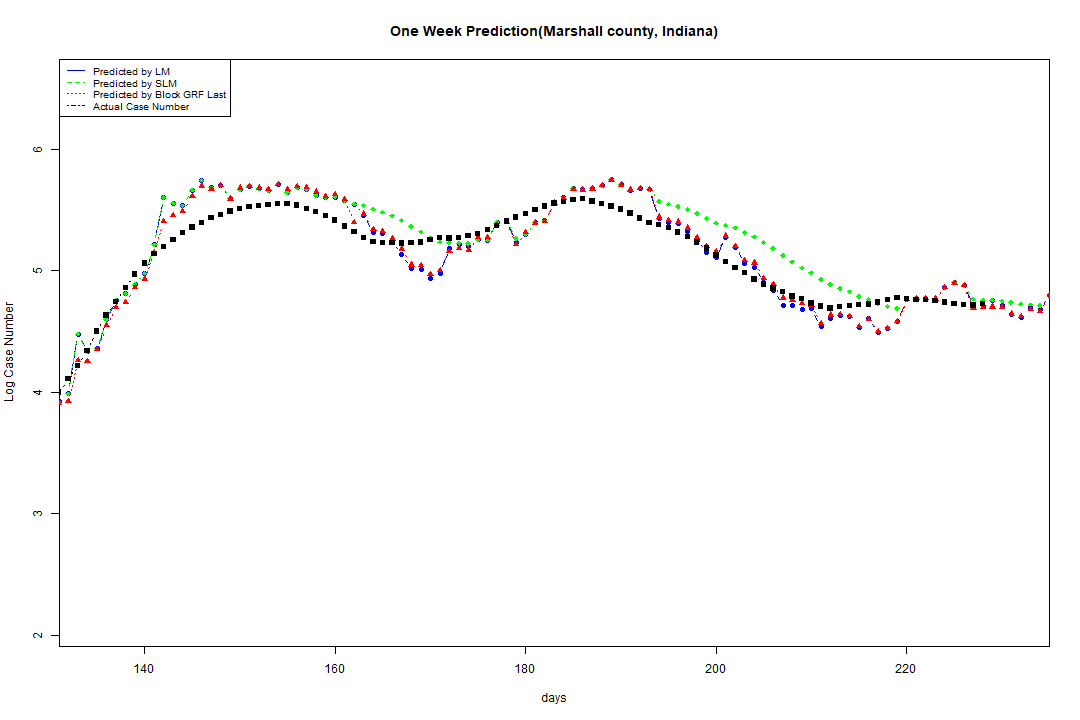 One Week Prediction(Marshall county, Indiana)
Predicted by LM
Predicted by SLM
Predicted by Block GRF Last
Actual Case Number
6
5
4
3
2
Log Case Number
140 160 180 200 220
days